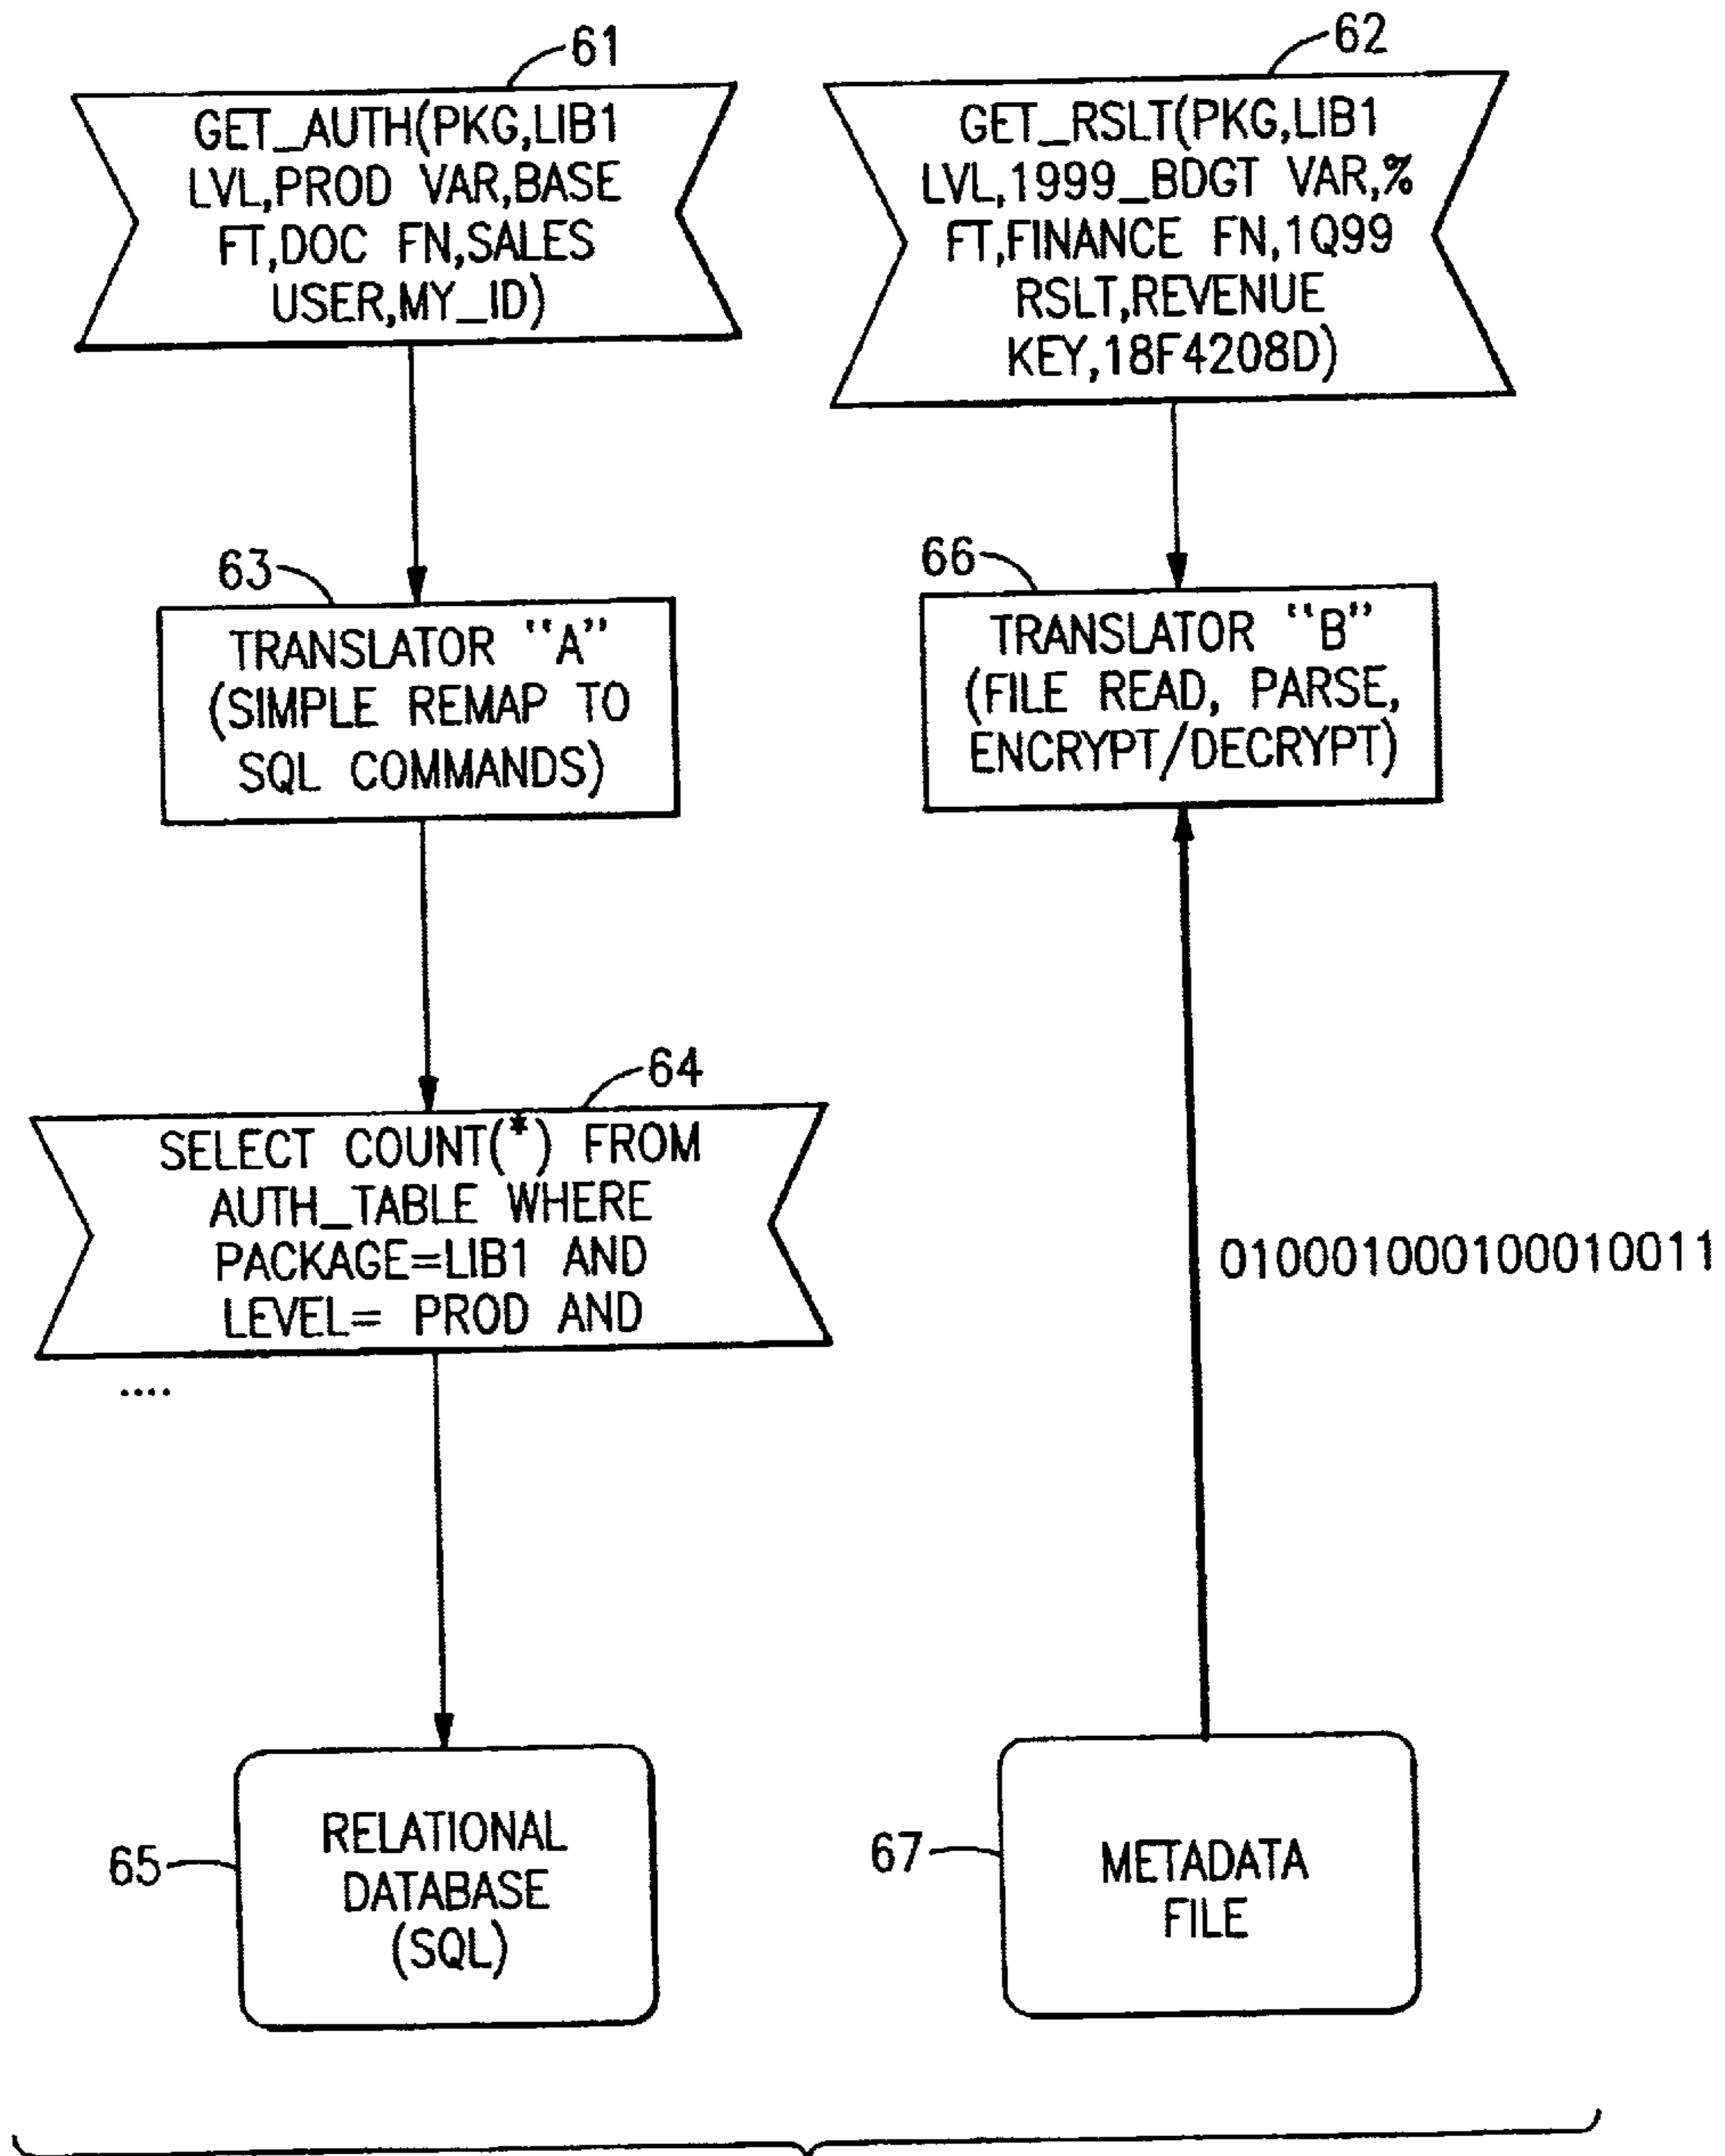 61
GET_AUTH(PKG,LIB1
LVL,PROD VAR,BASE
FT,DOC FN,SALES
USER,MY_ID)
62
GET_RSLT(PKG,LIB1
LVL,1999_BDGT VAR,%
FT,FINANCE FN,1Q99
RSLT,REVENUE
KEY,18F4208D)
63
TRANSLATOR "A"
(SIMPLE REMAP TO
SQL COMMANDS)
66
TRANSLATOR "B"
(FILE READ, PARSE,
ENCRYPT/DECRYPT)
64
SELECT COUNT(*) FROM
AUTH_TABLE WHERE
PACKAGE=LIB1 AND
LEVEL= PROD AND
....
010001000100010011
65
RELATIONAL
DATABASE
(SQL)
67
METADATA
FILE